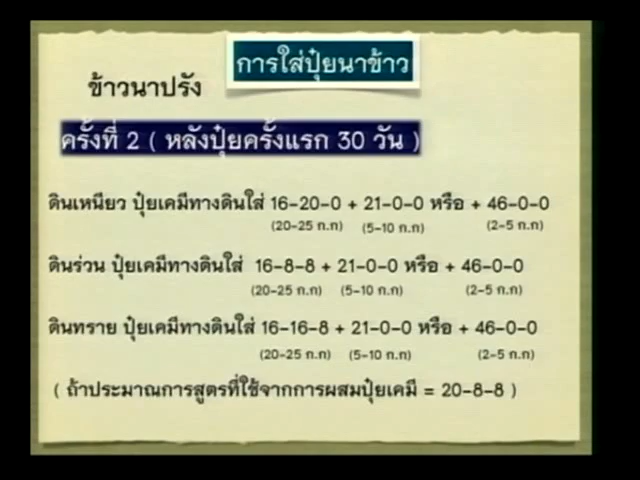 การใส่ปุ๋ยนาข้าว
ข้าวนาปรัง
ครั้งที่ 2 ( หลังปุ๋ยครั้งแรก 30 วัน )
ดินเหนียว ปุ๋ยเคมีทางดินใส่ 16-20-0 + 21-0-0 หรือ + 46-0-0
(20-25 ก.ก) (5-10 ก.ก) (2-5 ก.ก)
ดินร่วน ปุ๋ยเคมีทางดินใส่ 16-8-8 + 21-0-0 หรือ + 46-0-0
(20-25 ก.ก) (5-10 ก.ก) (2-5 ก.ก)
ดินทราย ปุ๋ยเคมีทางดินใส่ 16-16-8 + 21-0-0 หรือ + 46-0-0
(20-25 ก.ก) (5-10 ก.ก) (2-5 ก.ก)
( ถ้าประมาณการสูตรที่ใช้จากการผสมปุ๋ยเคมี = 20-8-8 )